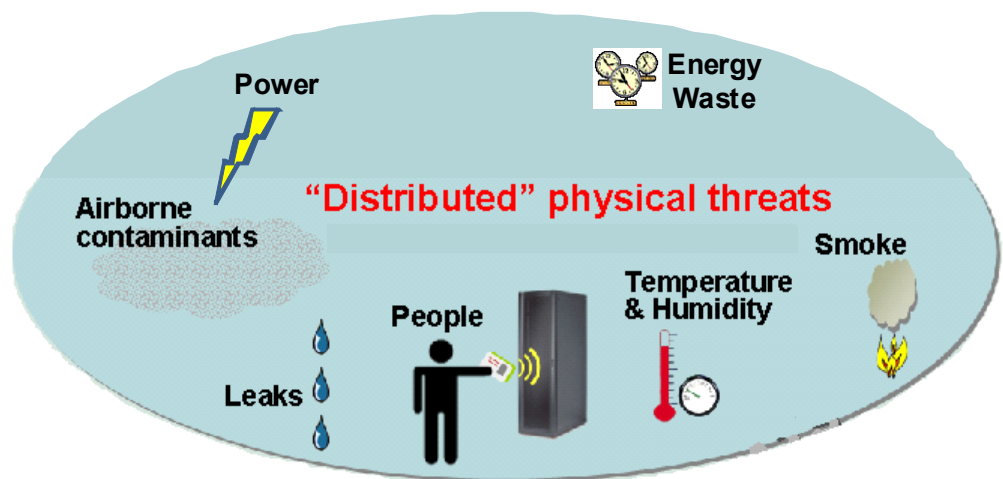 Power
Energy
Waste
“Distributed” physical threats
Airborne
contaminants
Smoke
Temperature
& Humidity
People
Leaks